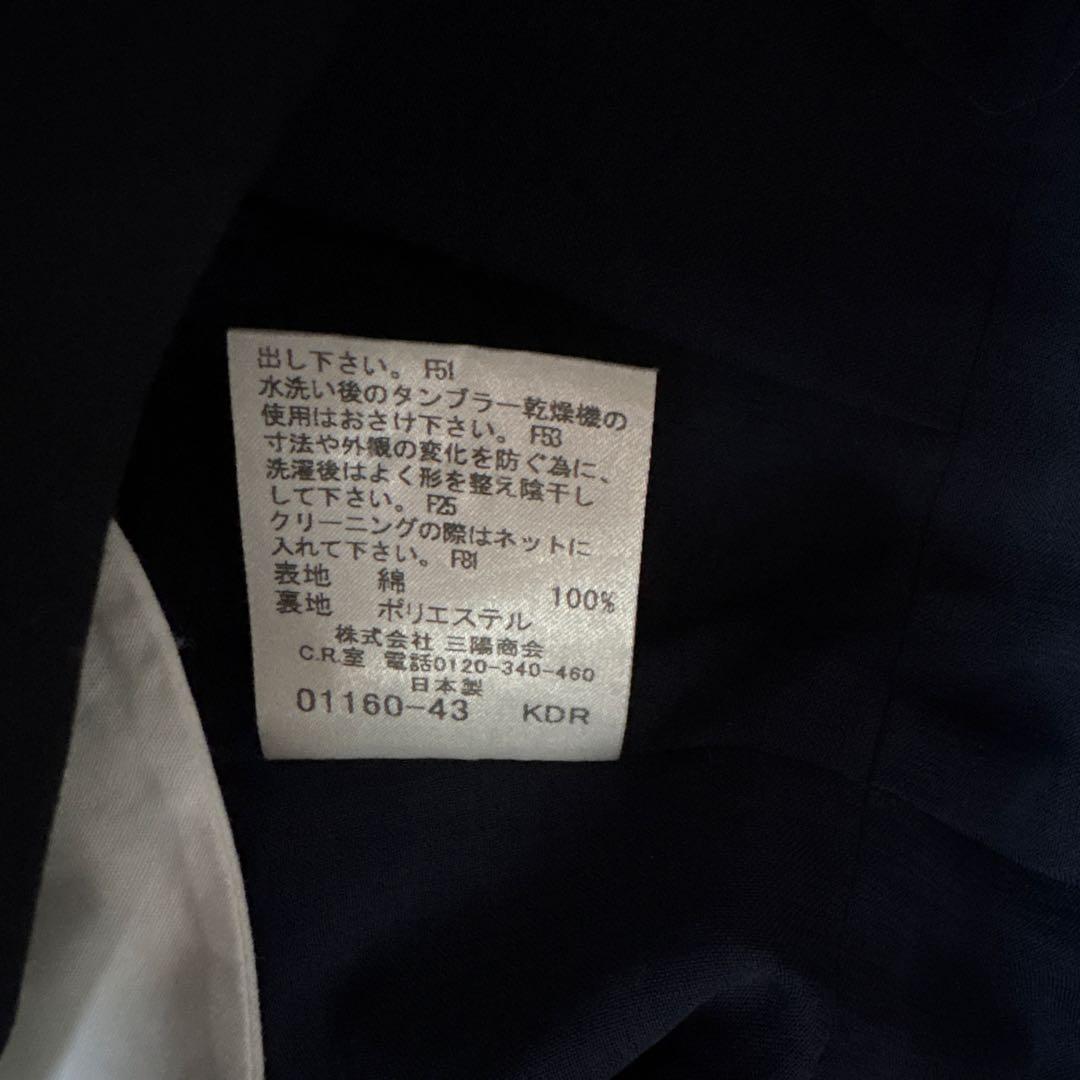 出し下さい。 F51
水洗い後のタンブラー乾燥機の
使用はおさけ下さい。 F53
寸法や外観の変化を防ぐ為に、
洗濯後はよく形を整え陰干し
して下さい。 F25
クリーニングの際はネットに
入れて下さい。 F81
表地 綿 100%
裏地 ポリエステル
株式会社 三陽商会
C.R.室 電話0120-340-460
日本製
01160-43 KDR